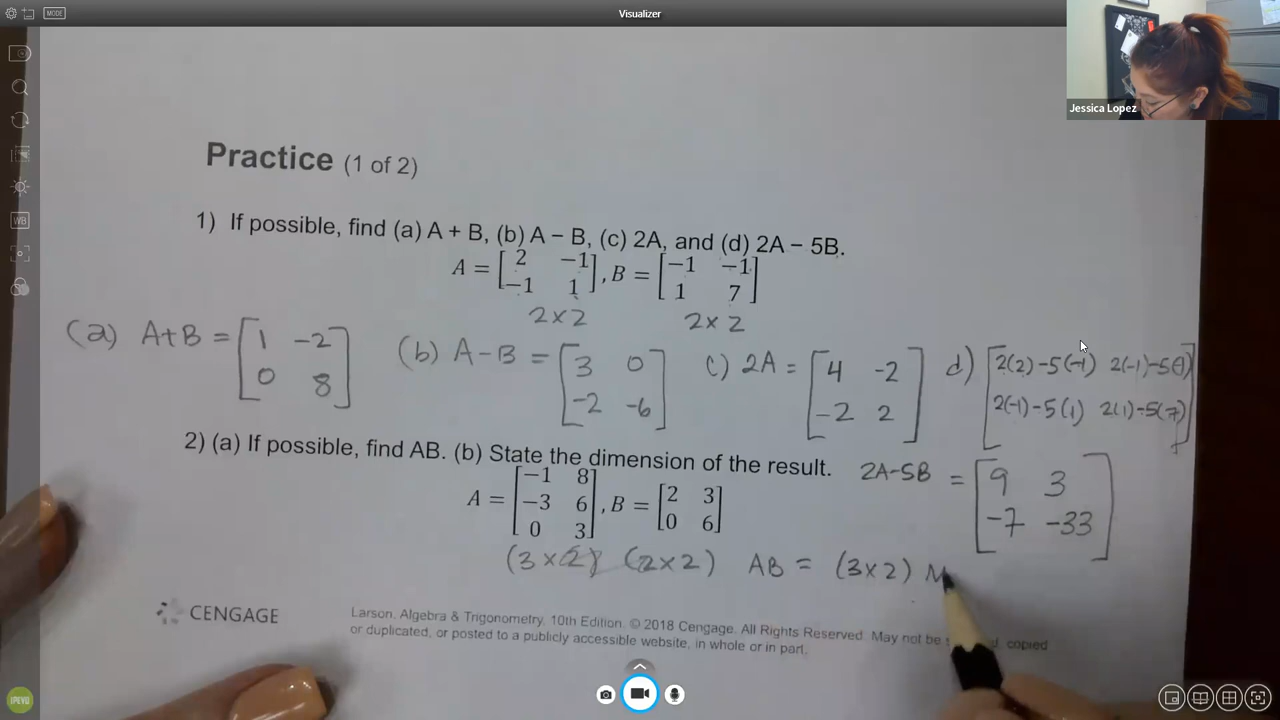 MODE
Visualizer
Jessica Lopez
WB
Practice (1 of 2)
1) If possible, find (a) A + B, (b) A − B, (c) 2A, and (d) 2A − 5B.
A = [2 −1
−1 1], B = [−1 −1
1 7]
2×2 2×2
(a) A+B = [1 -2
0 8]
(b) A-B = [3 0
-2 -6]
c) 2A = [4 -2
-2 2]
d) [2(2)-5(-1) 2(-1)-5(-1)
2(-1)-5(1) 2(1)-5(7)]
2A-5B = [9 3
-7 -33]
2) (a) If possible, find AB. (b) State the dimension of the result.
A = [−1 8
−3 6
0 3], B = [2 3
0 6]
(3×2) (2×2) AB = (3×2)
CENGAGE
Larson, Algebra & Trigonometry, 10th Edition. © 2018 Cengage. All Rights Reserved. May not be copied
or duplicated, or posted to a publicly accessible website, in whole or in part.
IPEVO